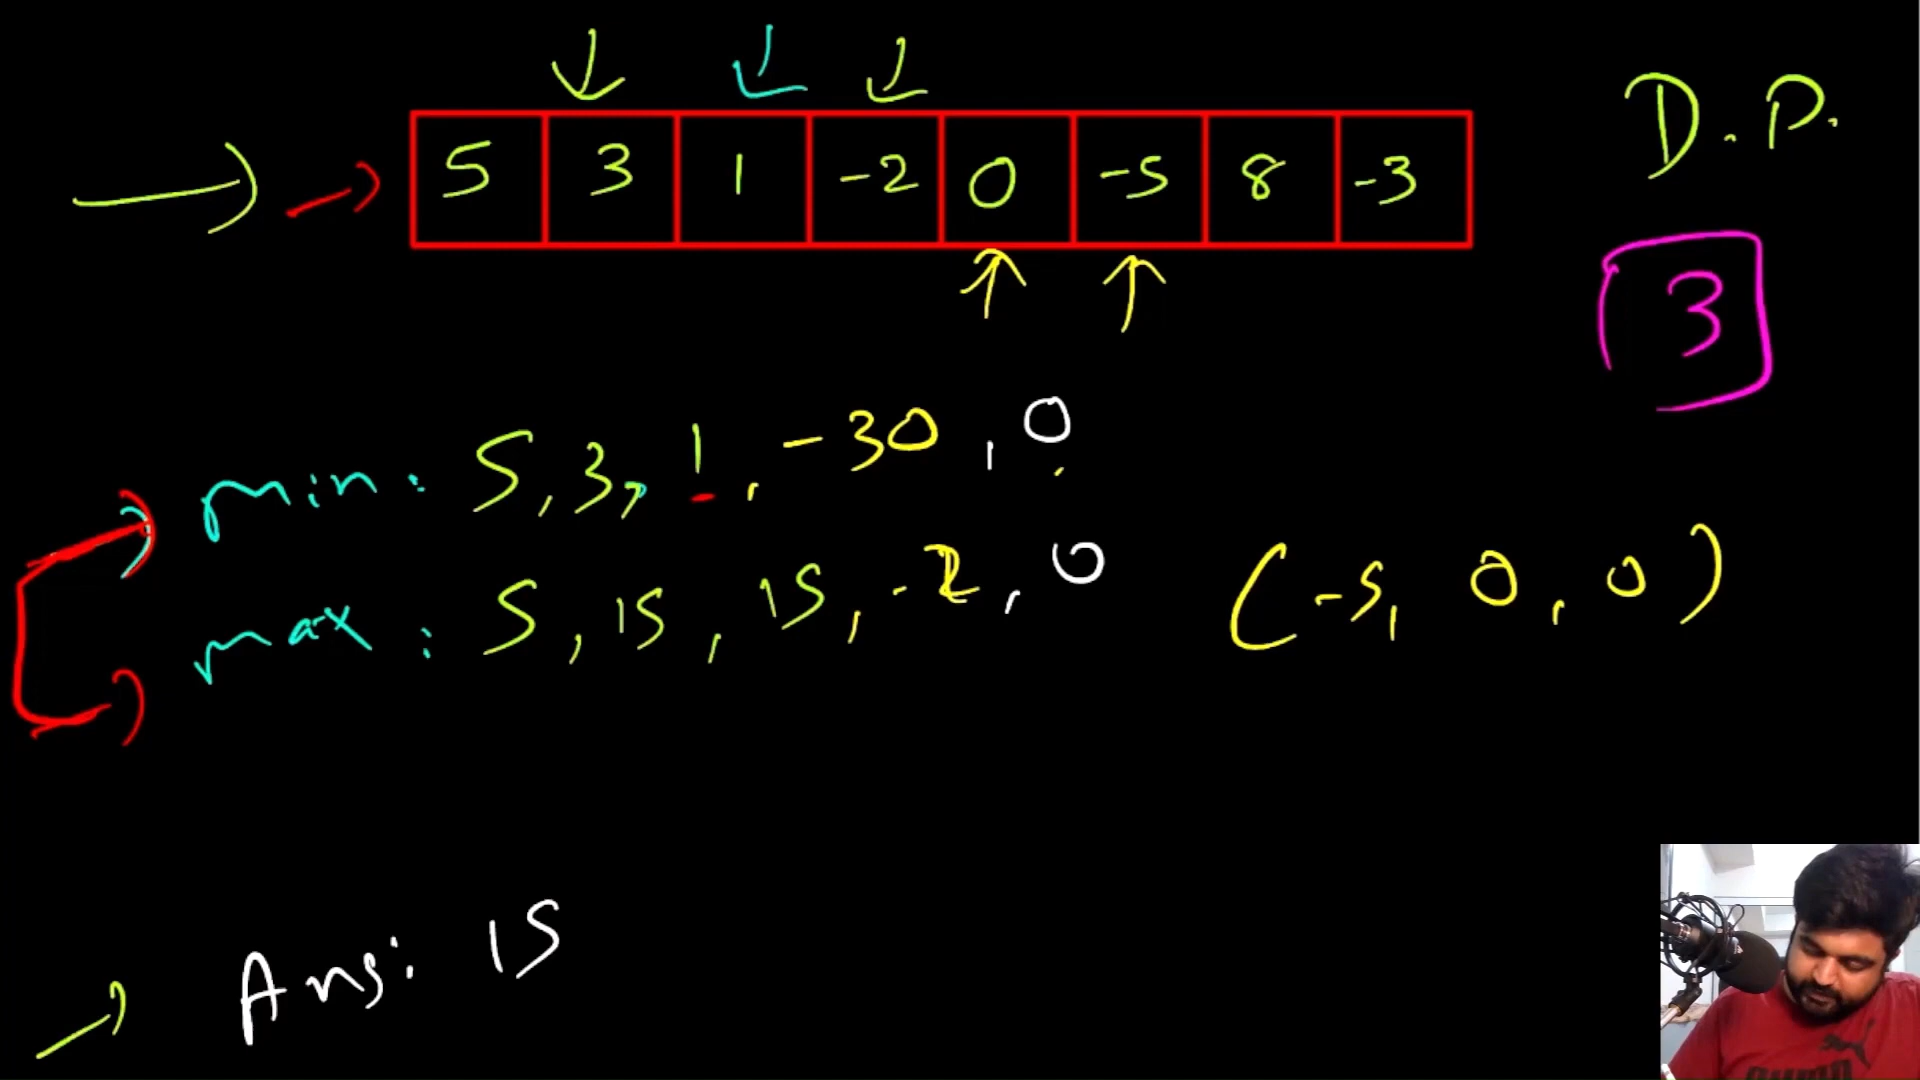 5 3 1 -2 0 -5 8 -3
D.P.
3
min: 5, 3, 1, -30, 0
max: 5, 15, 15, -2, 0 (-5, 0, 0)
Ans: 15